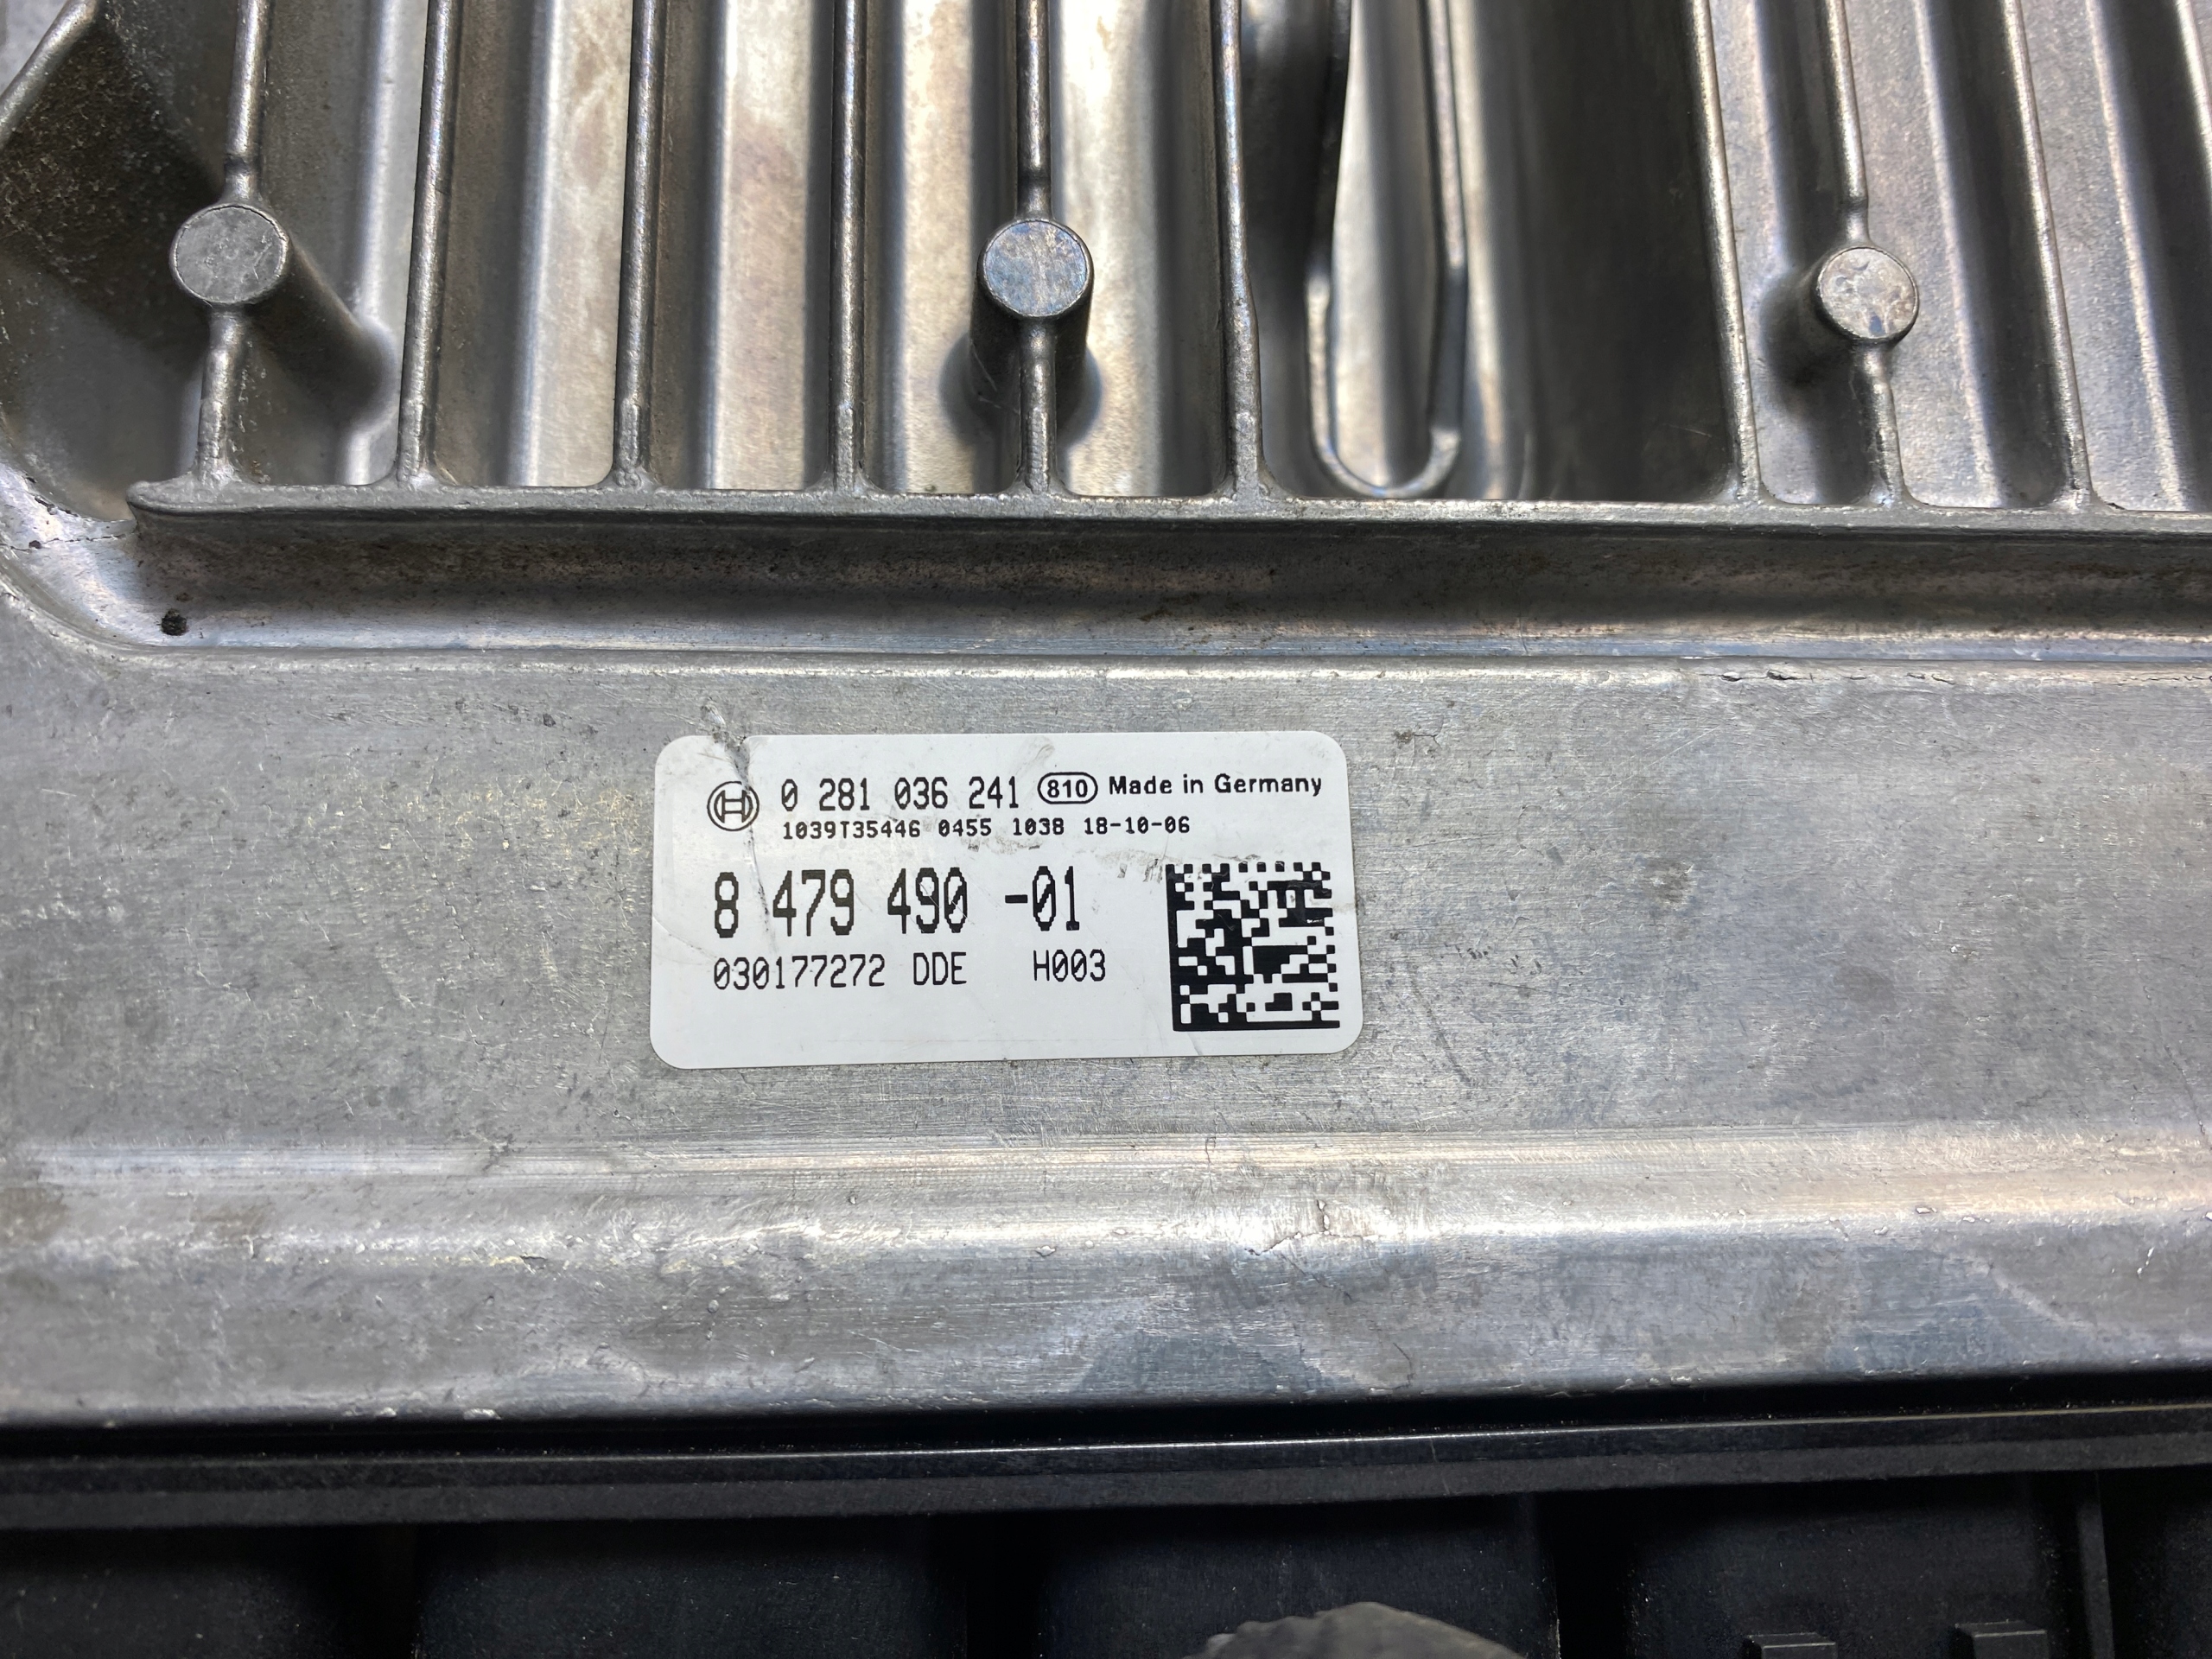 0 281 036 241 810 Made in Germany
1039T35446 0455 1038 18-10-06
8 479 490 -01
030177272 DDE H003